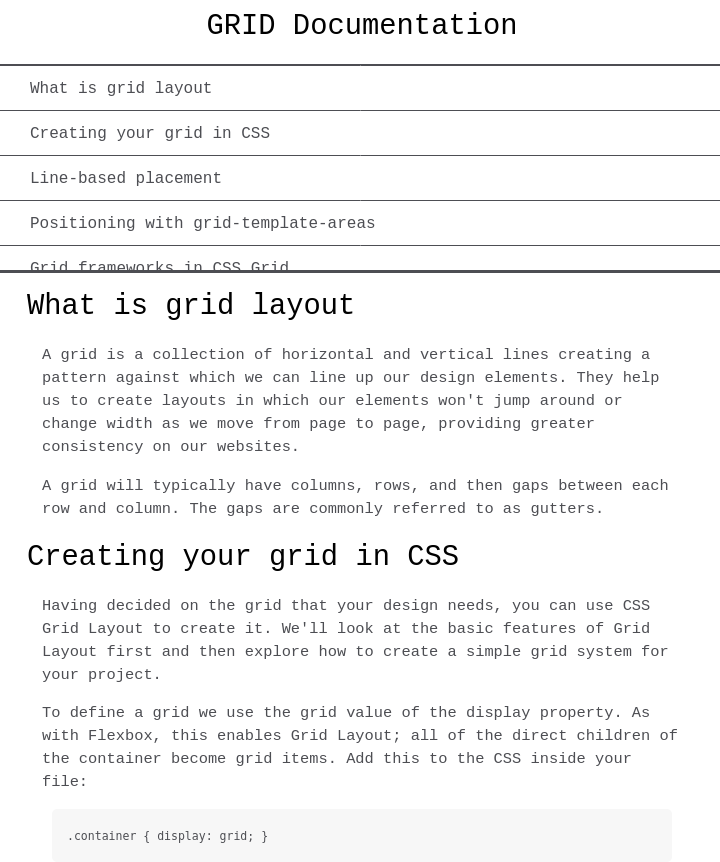 GRID Documentation
What is grid layout
Creating your grid in CSS
Line-based placement
Positioning with grid-template-areas
Grid frameworks in CSS Grid
What is grid layout
A grid is a collection of horizontal and vertical lines creating a
pattern against which we can line up our design elements. They help
us to create layouts in which our elements won't jump around or
change width as we move from page to page, providing greater
consistency on our websites.
A grid will typically have columns, rows, and then gaps between each
row and column. The gaps are commonly referred to as gutters.
Creating your grid in CSS
Having decided on the grid that your design needs, you can use CSS
Grid Layout to create it. We'll look at the basic features of Grid
Layout first and then explore how to create a simple grid system for
your project.
To define a grid we use the grid value of the display property. As
with Flexbox, this enables Grid Layout; all of the direct children of
the container become grid items. Add this to the CSS inside your
file:
.container { display: grid; }